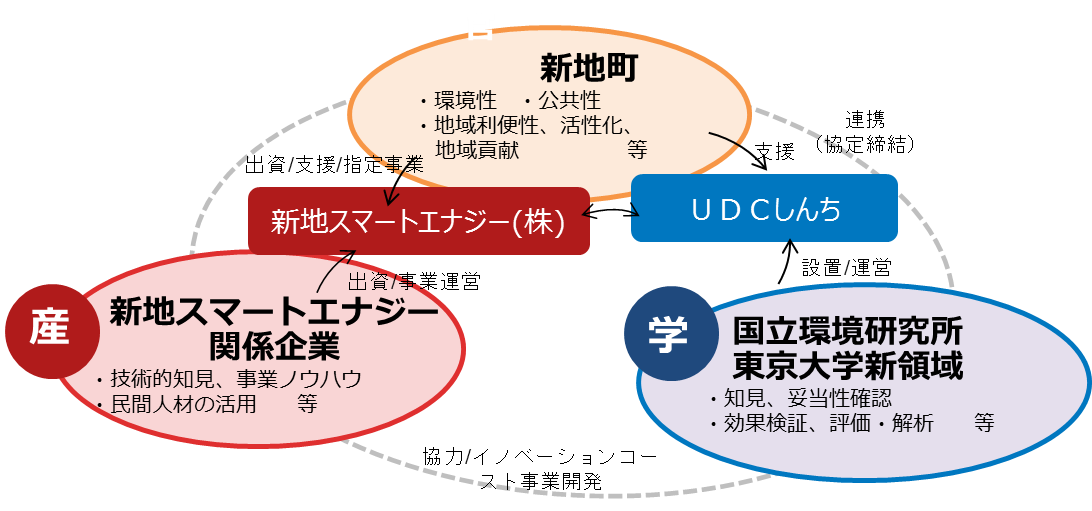 新地町
・環境性　・公共性
・地域利便性、活性化、
地域貢献　　　　　等
連携
（協定締結）
支援
出資/支援/指定事業
新地スマートエナジー(株)
ＵＤＣしんち
出資/事業運営
設置/運営
産
新地スマートエナジー
関係企業
・技術的知見、事業ノウハウ
・民間人材の活用　　等
学
国立環境研究所
東京大学新領域
・知見、妥当性確認
・効果検証、評価・解析　　等
協力/イノベーションコー
スト事業開発